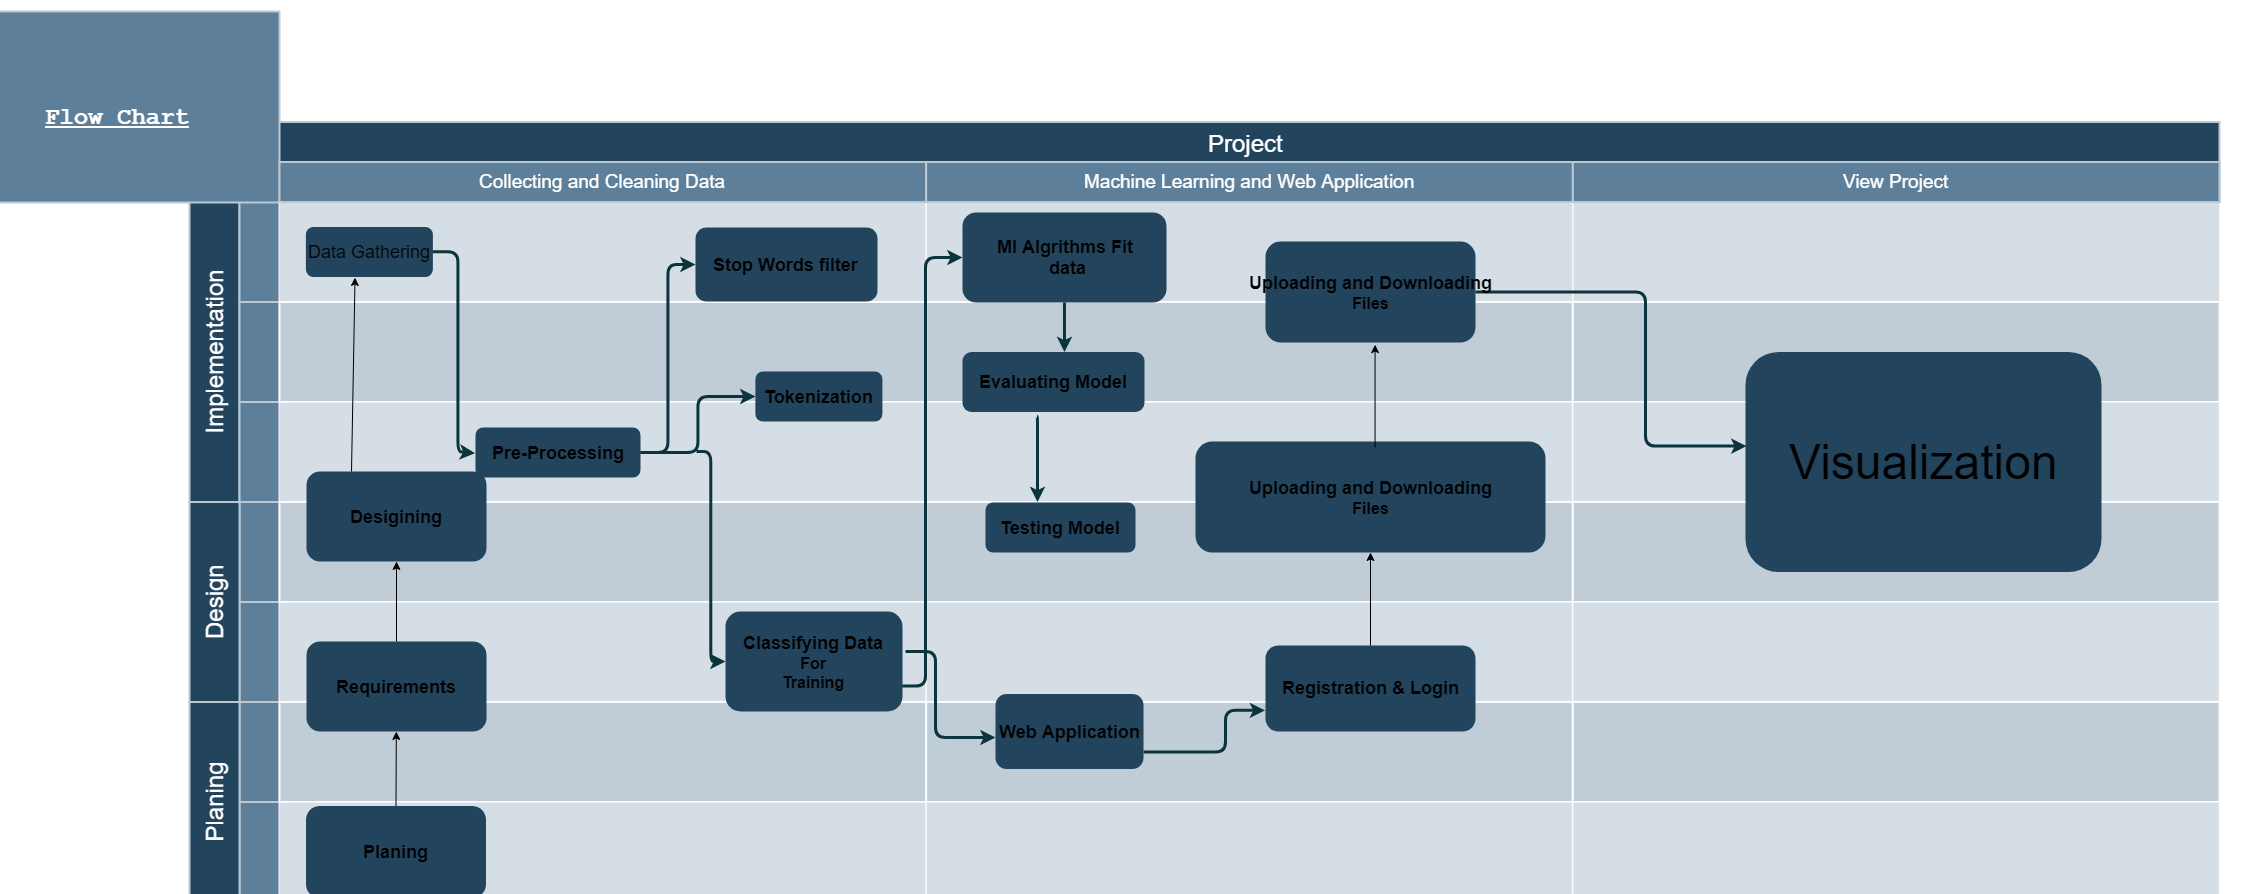 Flow Chart
Project
Collecting and Cleaning Data
Machine Learning and Web Application
View Project
Implementation
Design
Planing
Data Gathering
Stop Words filter
Tokenization
Pre-Processing
Desigining
Requirements
Planing
Classifying Data
For
Training
Ml Algrithms Fit
data
Evaluating Model
Testing Model
Web Application
Uploading and Downloading
Files
Uploading and Downloading
Files
Registration & Login
Visualization